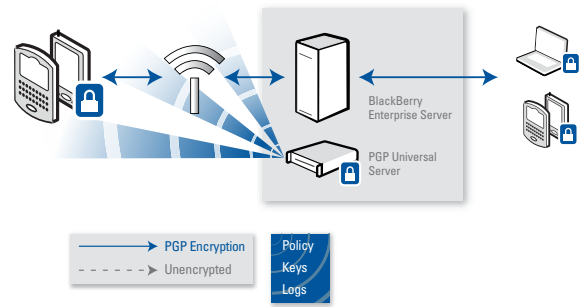 BlackBerry
Enterprise Server
PGP Universal
Server
PGP Encryption
Unencrypted
Policy
Keys
Logs